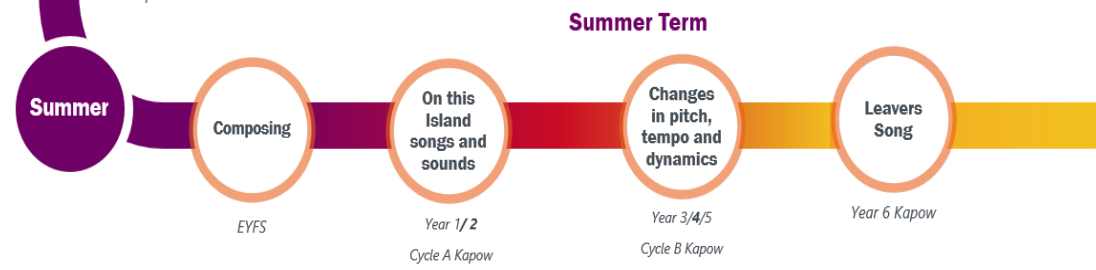 Summer Term
Summer
Composing
EYFS
On this
Island
songs and
sounds
Year 1/ 2
Cycle A Kapow
Changes
in pitch,
tempo and
dynamics
Year 3/4/5
Cycle B Kapow
Leavers
Song
Year 6 Kapow